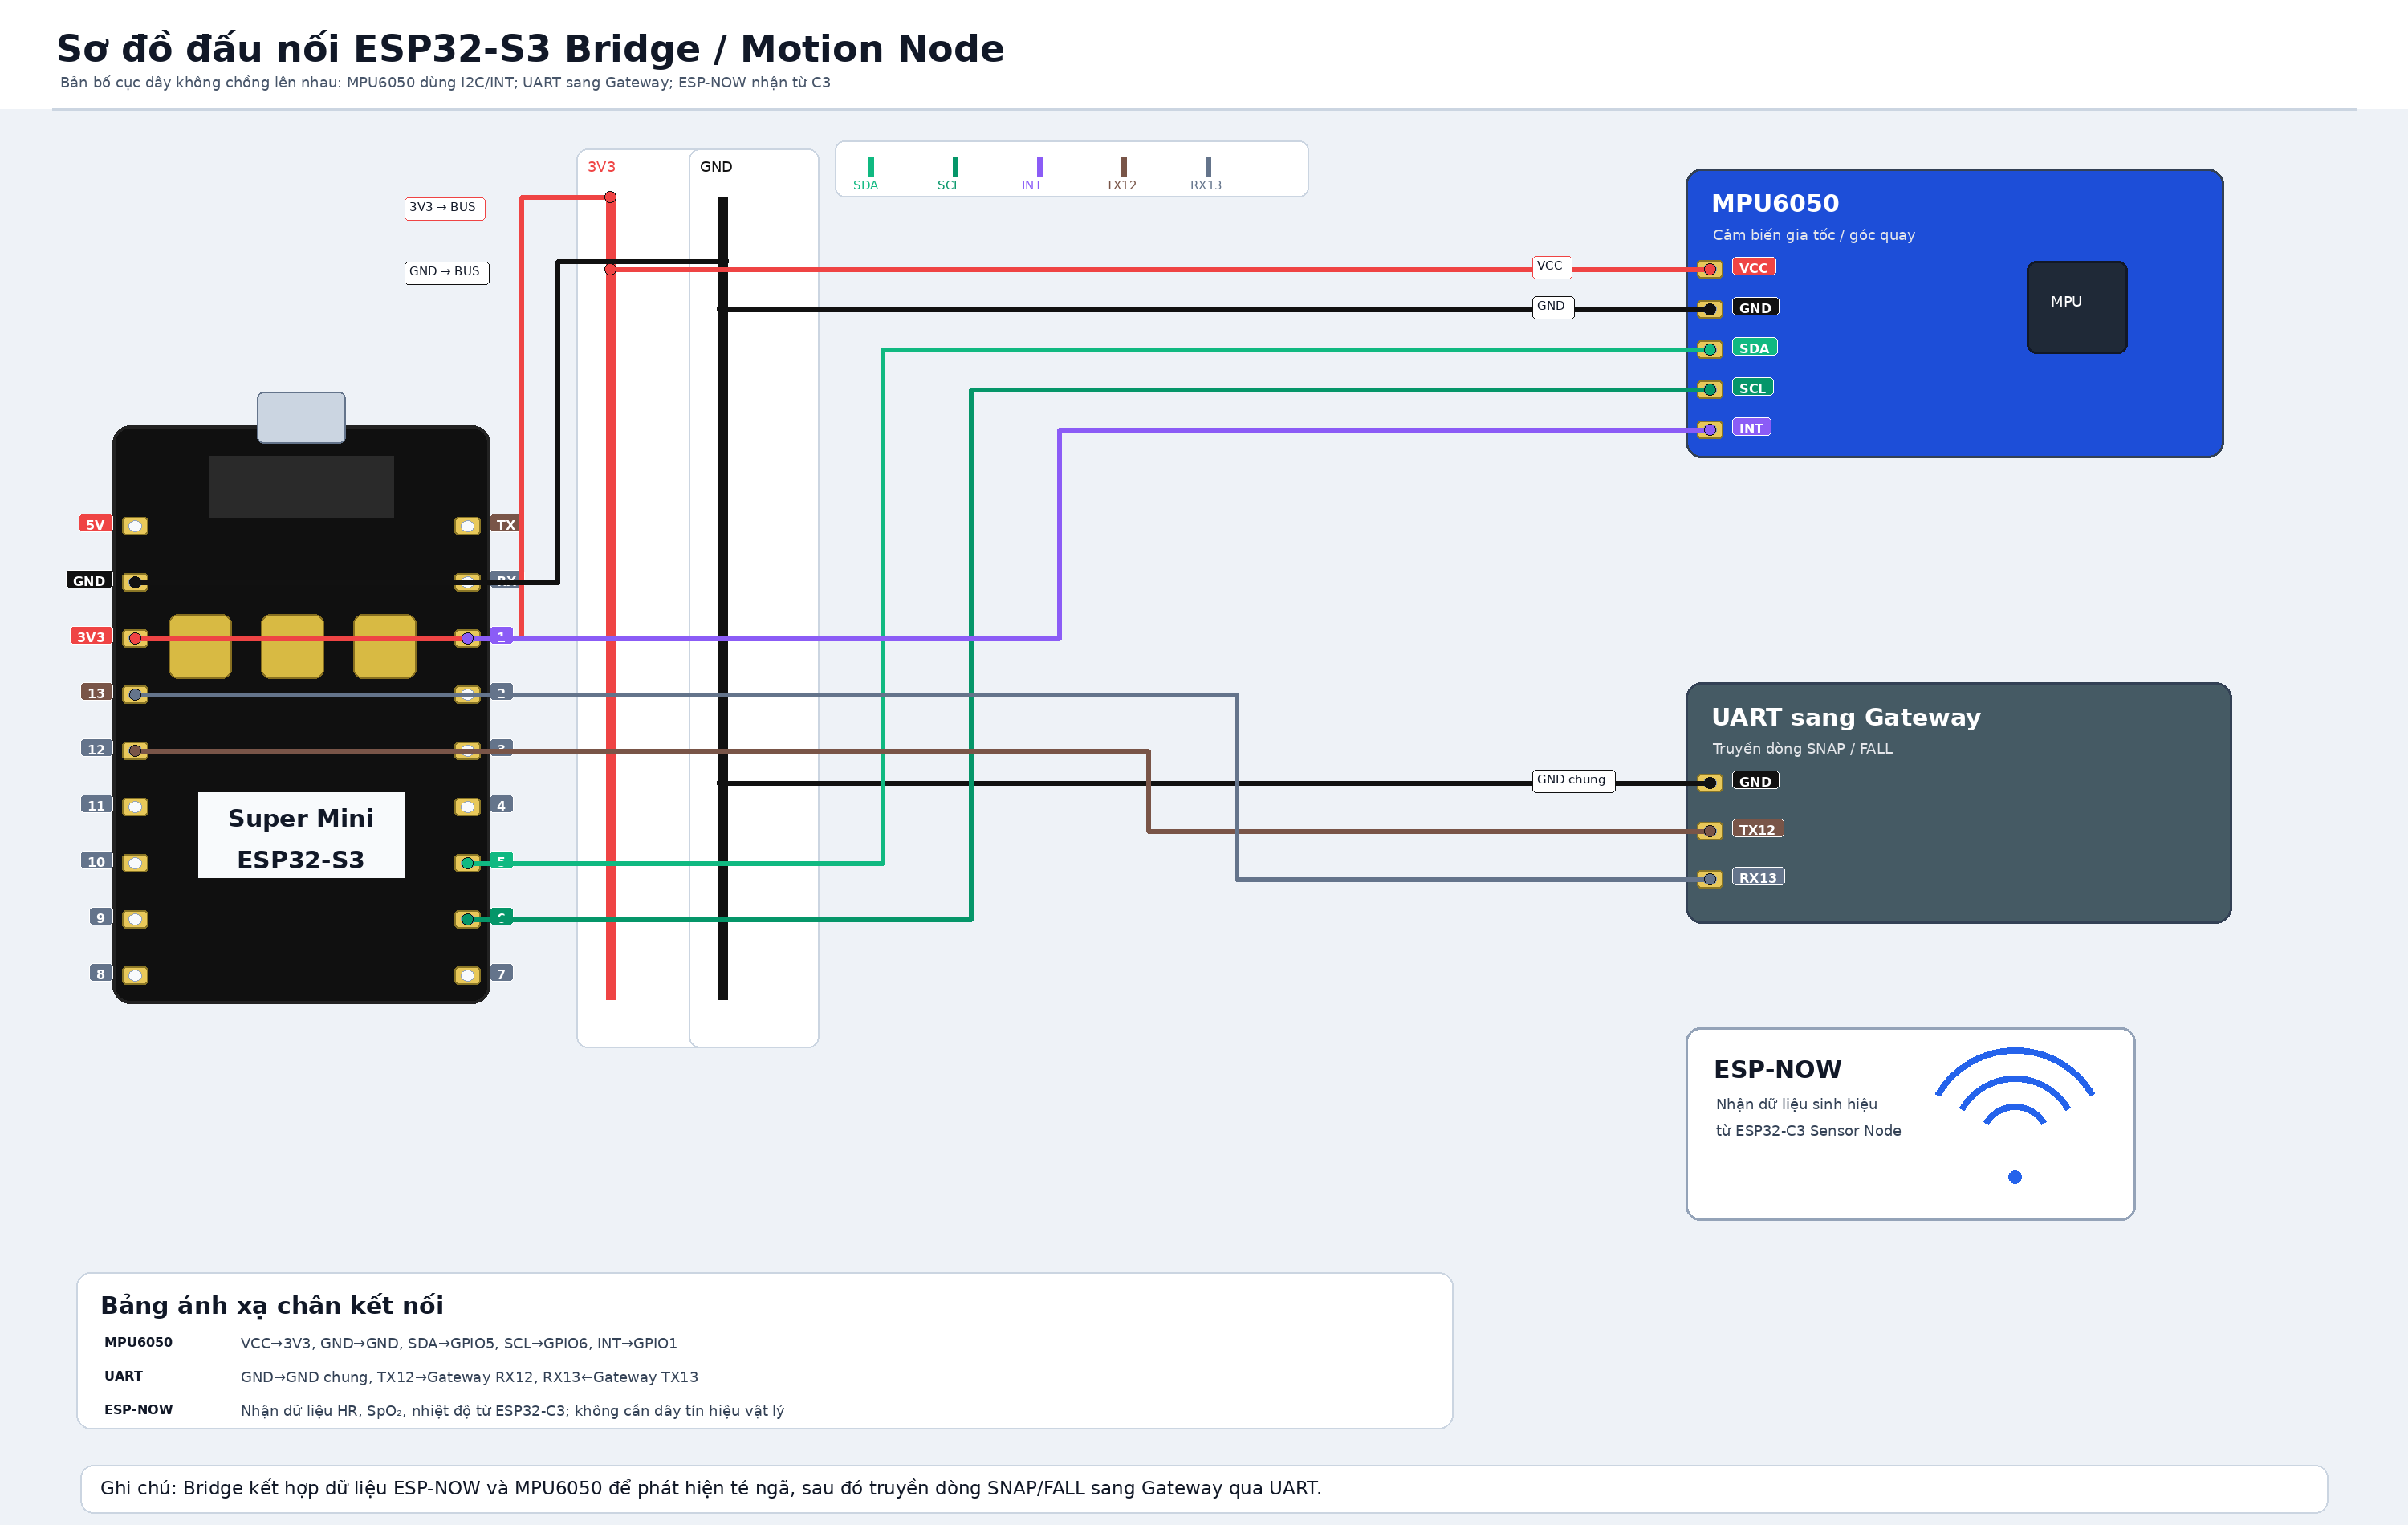 Sơ đồ đấu nối ESP32-S3 Bridge / Motion Node
Bản bố cục dây không chồng lên nhau: MPU6050 dùng I2C/INT; UART sang Gateway; ESP-NOW nhận từ C3
3V3
GND
SDA
SCL
INT
TX12
RX13
3V3 → BUS
GND → BUS
MPU6050
Cảm biến gia tốc / góc quay
VCC
VCC
GND
GND
SDA
SCL
INT
MPU
5V
TX
GND
RX
3V3
1
13
2
12
3
11
4
10
5
9
6
8
7
Super Mini
ESP32-S3
UART sang Gateway
Truyền dòng SNAP / FALL
GND chung
GND
TX12
RX13
ESP-NOW
Nhận dữ liệu sinh hiệu
từ ESP32-C3 Sensor Node
Bảng ánh xạ chân kết nối
MPU6050 VCC→3V3, GND→GND, SDA→GPIO5, SCL→GPIO6, INT→GPIO1
UART GND→GND chung, TX12→Gateway RX12, RX13←Gateway TX13
ESP-NOW Nhận dữ liệu HR, SpO₂, nhiệt độ từ ESP32-C3; không cần dây tín hiệu vật lý
Ghi chú: Bridge kết hợp dữ liệu ESP-NOW và MPU6050 để phát hiện té ngã, sau đó truyền dòng SNAP/FALL sang Gateway qua UART.